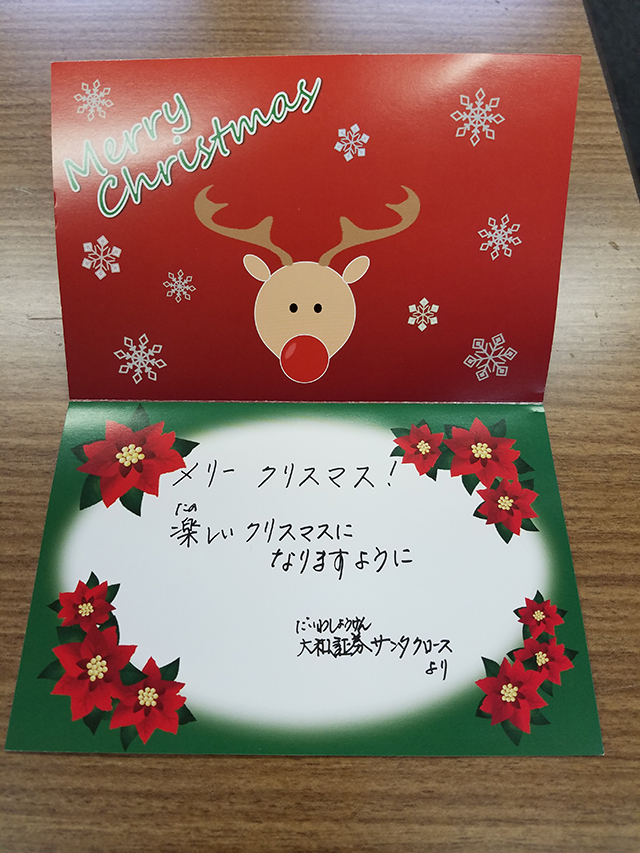 Merry
Christmas
メリー クリスマス!
たの
楽しい クリスマスに
なりますように
だいわしょうけん
大和証券サンタクロース
より